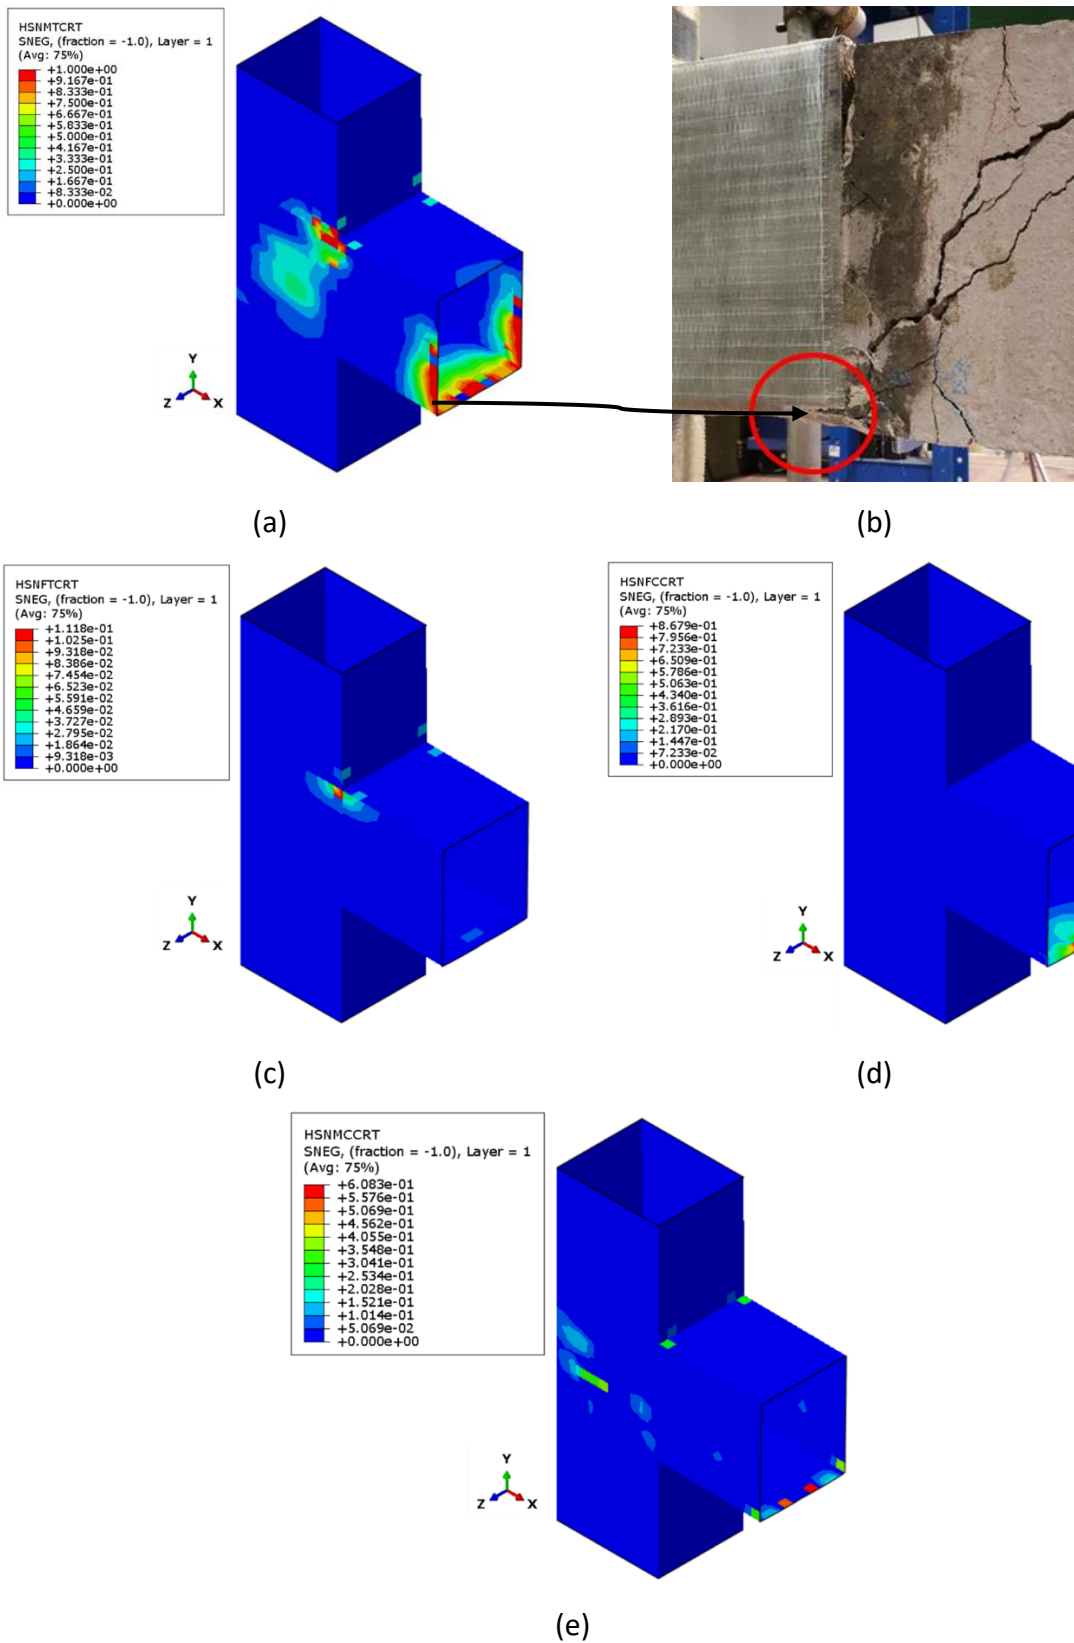 HSNMTCRT
SNEG, (fraction = -1.0), Layer = 1
(Avg: 75%)
+1.000e+00
+9.167e-01
+8.333e-01
+7.500e-01
+6.667e-01
+5.833e-01
+5.000e-01
+4.167e-01
+3.333e-01
+2.500e-01
+1.667e-01
+8.333e-02
+0.000e+00
Y
Z X
(a)
(b)
HSNFTCRT
SNEG, (fraction = -1.0), Layer = 1
(Avg: 75%)
+1.118e-01
+1.025e-01
+9.318e-02
+8.386e-02
+7.454e-02
+6.523e-02
+5.591e-02
+4.659e-02
+3.727e-02
+2.795e-02
+1.864e-02
+9.318e-03
+0.000e+00
Y
Z X
(c)
HSNFCCRT
SNEG, (fraction = -1.0), Layer = 1
(Avg: 75%)
+8.679e-01
+7.956e-01
+7.233e-01
+6.509e-01
+5.786e-01
+5.063e-01
+4.340e-01
+3.616e-01
+2.893e-01
+2.170e-01
+1.447e-01
+7.233e-02
+0.000e+00
Y
Z X
(d)
HSNMCCRT
SNEG, (fraction = -1.0), Layer = 1
(Avg: 75%)
+6.083e-01
+5.576e-01
+5.069e-01
+4.562e-01
+4.055e-01
+3.548e-01
+3.041e-01
+2.534e-01
+2.028e-01
+1.521e-01
+1.014e-01
+5.069e-02
+0.000e+00
Y
Z X
(e)